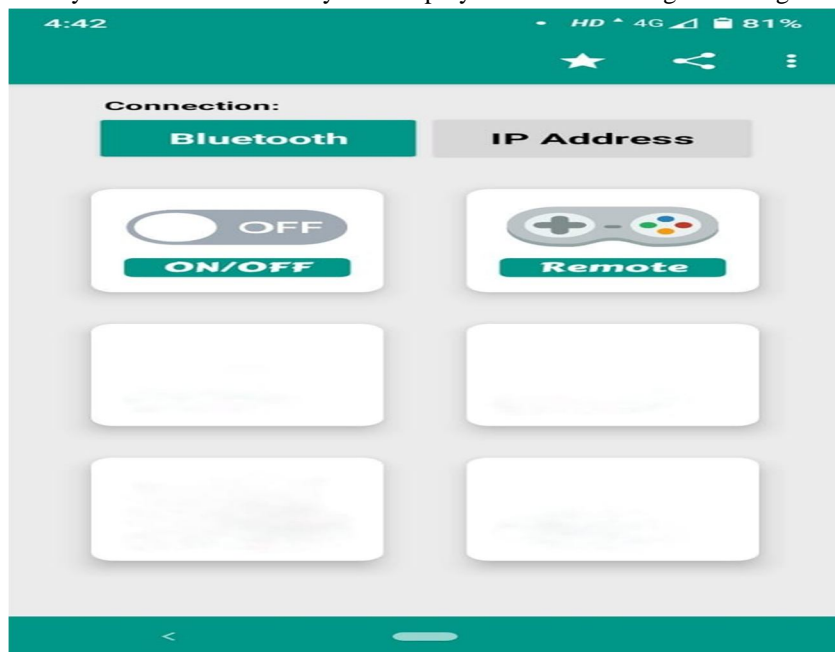 4:42 HD 4G 81%
Connection:
Bluetooth IP Address
OFF
ON/OFF Remote